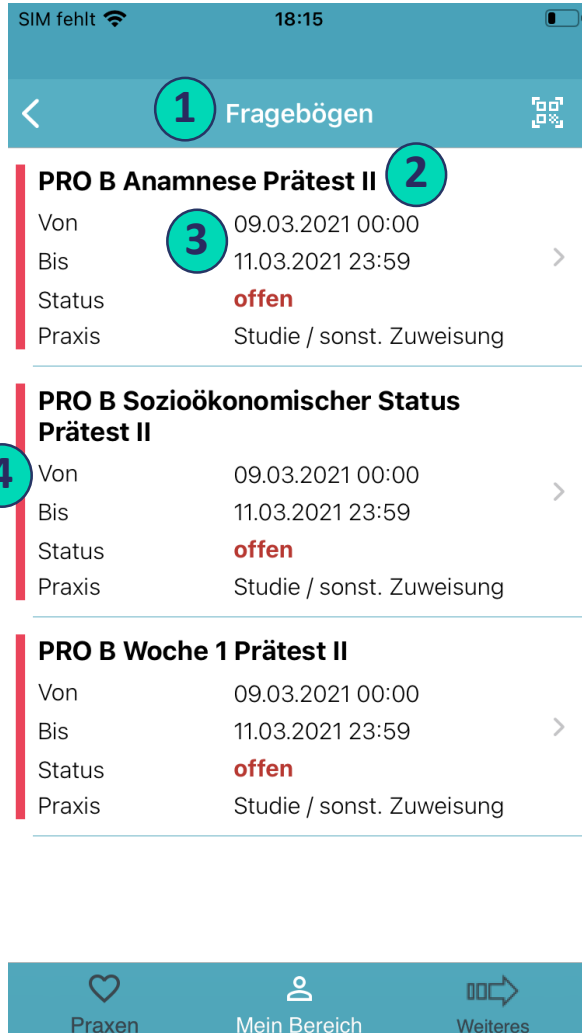 SIM fehlt 18:15
1 Fragebögen
PRO B Anamnese Prätest II 2
Von 3 09.03.2021 00:00
Bis 11.03.2021 23:59
Status offen
Praxis Studie / sonst. Zuweisung
PRO B Sozioökonomischer Status
Prätest II
4 Von 09.03.2021 00:00
Bis 11.03.2021 23:59
Status offen
Praxis Studie / sonst. Zuweisung
PRO B Woche 1 Prätest II
Von 09.03.2021 00:00
Bis 11.03.2021 23:59
Status offen
Praxis Studie / sonst. Zuweisung
Praxen Mein Bereich Weiteres